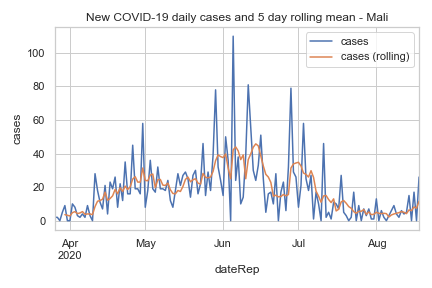 New COVID-19 daily cases and 5 day rolling mean - Mali
cases
cases (rolling)
cases
100
80
60
40
20
0
Apr
2020
May
Jun
Jul
Aug
dateRep